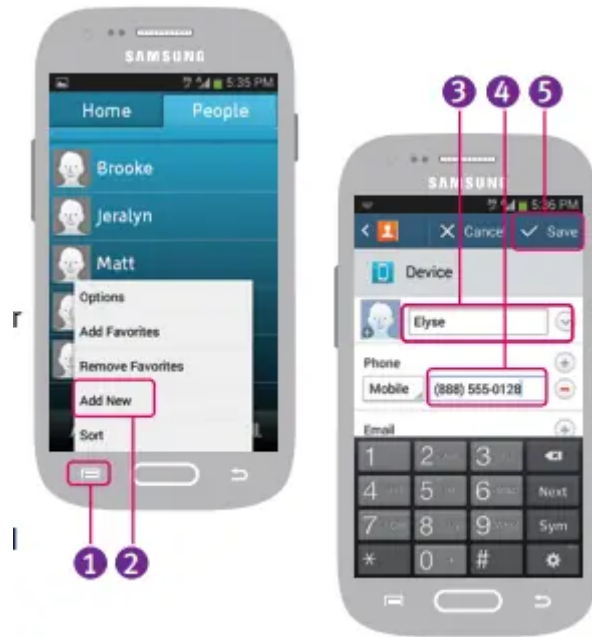 SAMSUNG
5:35 PM
Home People
Brooke
Jeralyn
Matt
Options
Add Favorites
Remove Favorites
Add New
Sort
1 2
3 4 5
SAMSUNG
5:35 PM
Cancel Save
Device
Elyse
Phone
Mobile (888) 555-0128
Email
1 2 3
4 5 6 Next
7 8 9 Sym
* 0 #
r
l